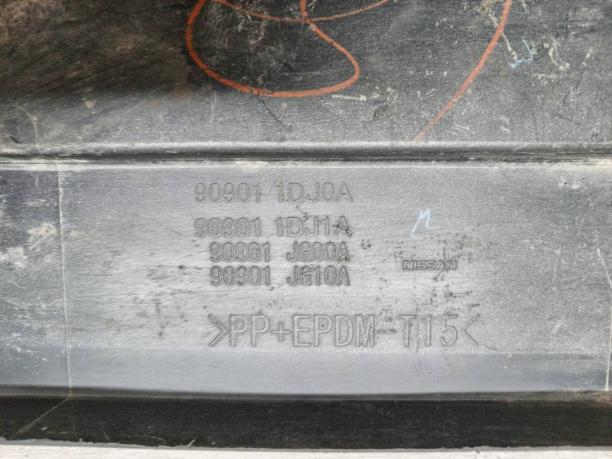 90901 1DJ0A
90901 1DJ1A
90901 JG00A
90901 JG10A
NISSAN
>PP+EPDM-T15<